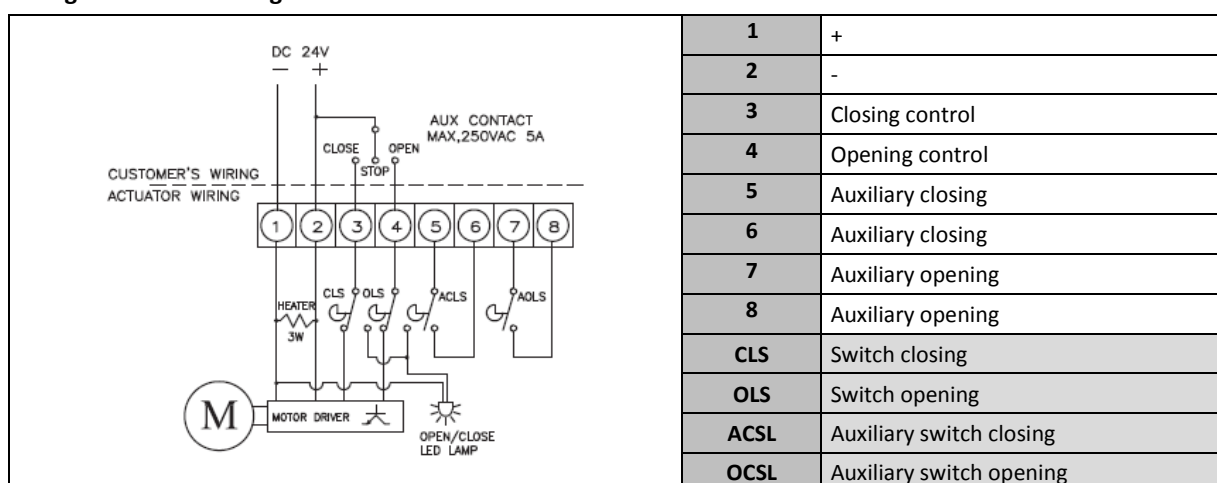 DC 24V
— +
AUX CONTACT
MAX,250VAC 5A
CLOSE OPEN
STOP
CUSTOMER'S WIRING
ACTUATOR WIRING
1 2 3 4 5 6 7 8
CLS OLS ACLS AOLS
HEATER
3W
M
MOTOR DRIVER
OPEN/CLOSE
LED LAMP
1 +
2 -
3 Closing control
4 Opening control
5 Auxiliary closing
6 Auxiliary closing
7 Auxiliary opening
8 Auxiliary opening
CLS Switch closing
OLS Switch opening
ACSL Auxiliary switch closing
OCSL Auxiliary switch opening